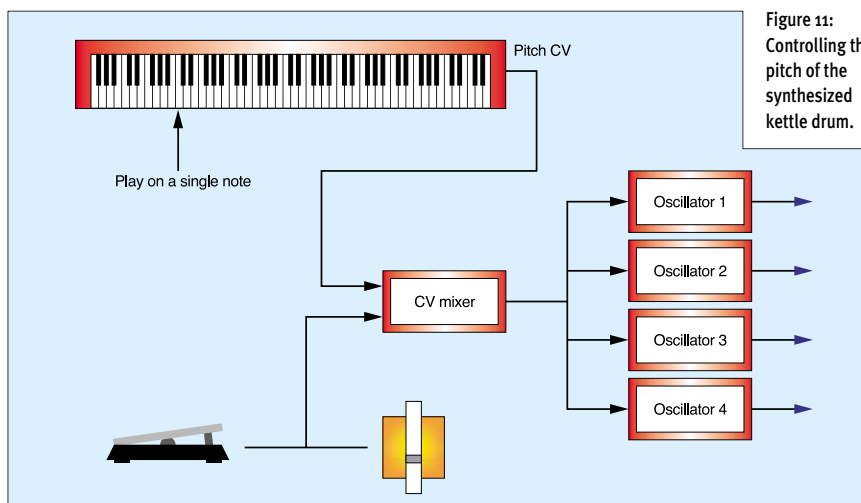 Figure 11:
Controlling th
pitch of the
synthesized
kettle drum.
Pitch CV
Play on a single note
CV mixer
Oscillator 1
Oscillator 2
Oscillator 3
Oscillator 4